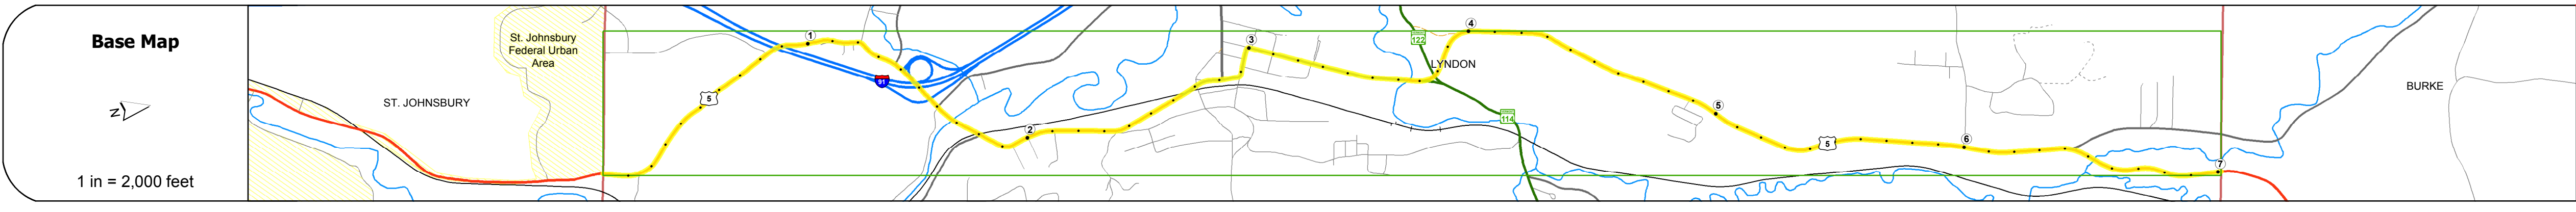 Base Map
N
1 in = 2,000 feet
ST. JOHNSBURY
St. Johnsbury
Federal Urban
Area
5
1
91
2
3
122
LYNDON
4
114
5
5
6
7
BURKE